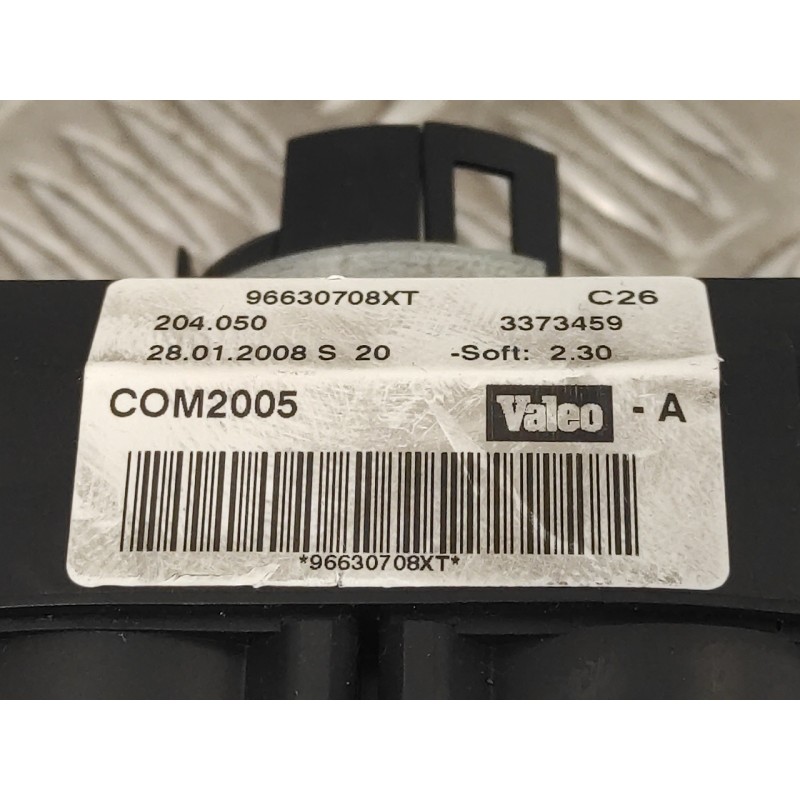 96630708XT C26
204.050 3373459
28.01.2008 S 20 -Soft: 2.30
COM2005 Valeo - A
*96630708XT*